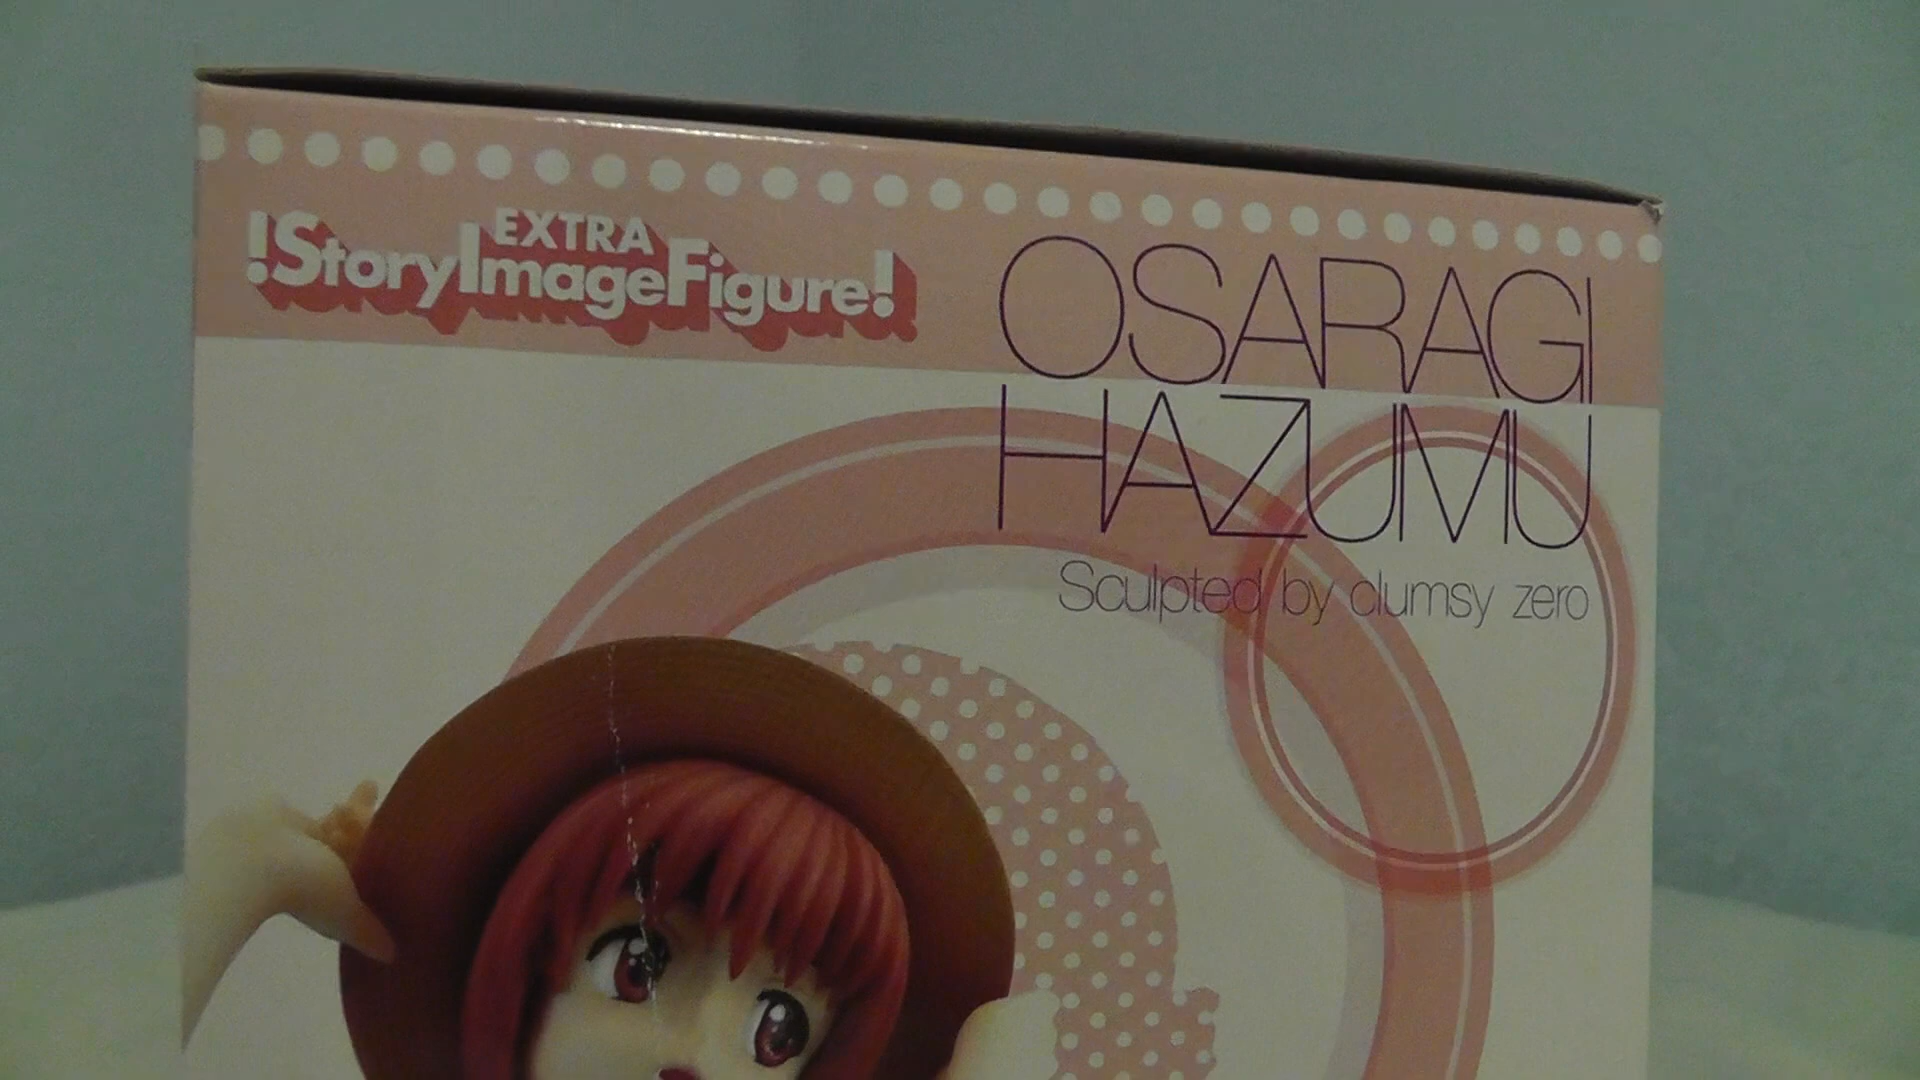 EXTRA
!StoryImageFigure!
OSARAGI
HAZUMU
Sculpted by clumsy zero